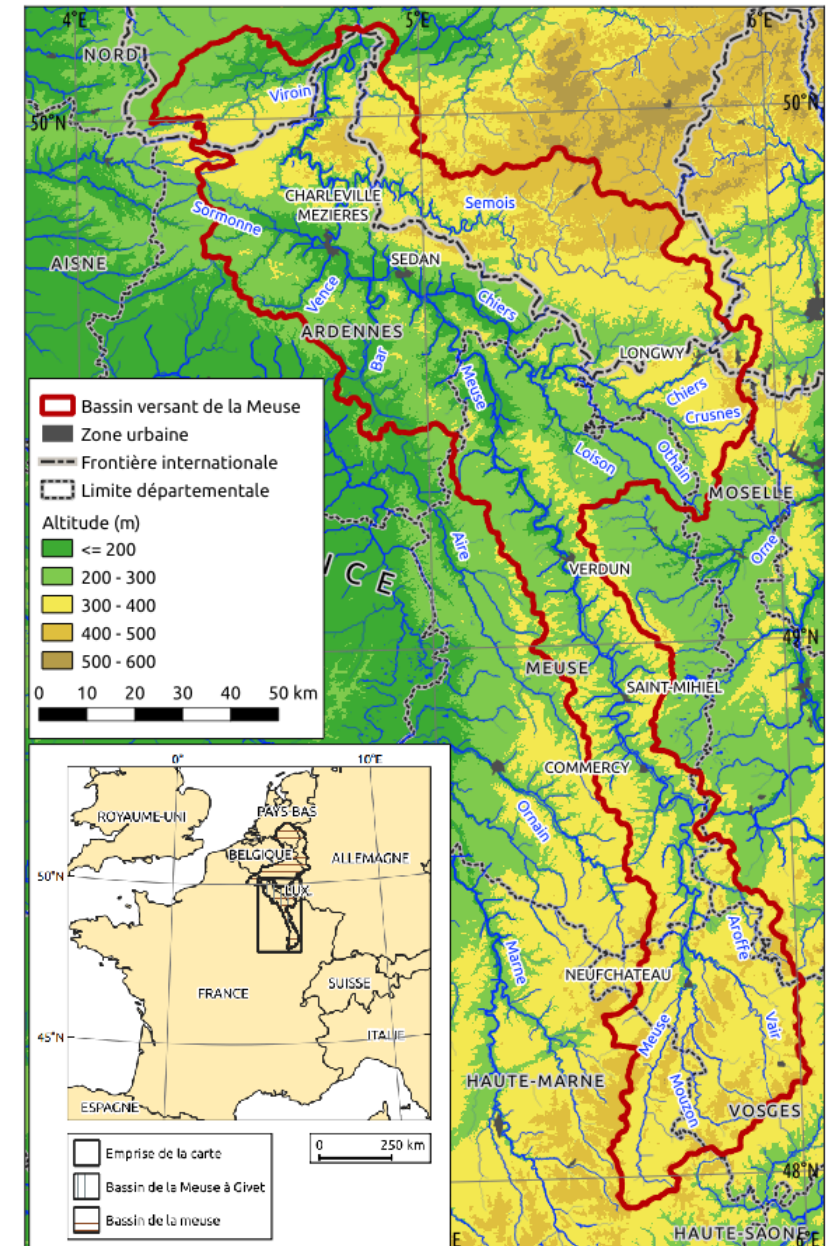 4°E
5°E
6°E
NORD
Viroin
50°N
50°N
CHARLEVILLE
MEZIERES
Semois
Sormonne
AISNE
SEDAN
Vence
Chiers
ARDENNES
Bar
LONGWY
Meuse
Chiers
Crusnes
Bassin versant de la Meuse
Zone urbaine
Frontière internationale
Limite départementale
Altitude (m)
<= 200
200 - 300
300 - 400
400 - 500
500 - 600
0 10 20 30 40 50 km
Loison
Othain
MOSELLE
Aire
Orne
NCE
VERDUN
49°N
MEUSE
SAINT-MIHIEL
COMMERCY
Ornain
0°
10°E
ROYAUME-UNI
PAYS-BAS
BELGIQUE
ALLEMAGNE
50°N
LUX.
FRANCE
SUISSE
45°N
ITALIE
ESPAGNE
Emprise de la carte
Bassin de la Meuse à Givet
Bassin de la meuse
0 250 km
Aroffe
Marne
NEUFCHATEAU
Meuse
Vair
HAUTE-MARNE
Mouzon
VOSGES
48°N
HAUTE-SAONE
E
6°E